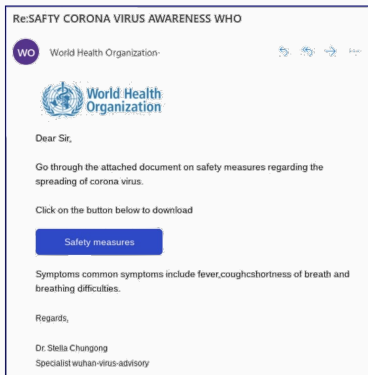 Re:SAFTY CORONA VIRUS AWARENESS WHO
WO
World Health Organization-
World Health
Organization
Dear Sir,
Go through the attached document on safety measures regarding the
spreading of corona virus.
Click on the button below to download
Safety measures
Symptoms common symptoms include fever,coughcshortness of breath and
breathing difficulties.
Regards,
Dr. Stella Chungong
Specialist wuhan-virus-advisory